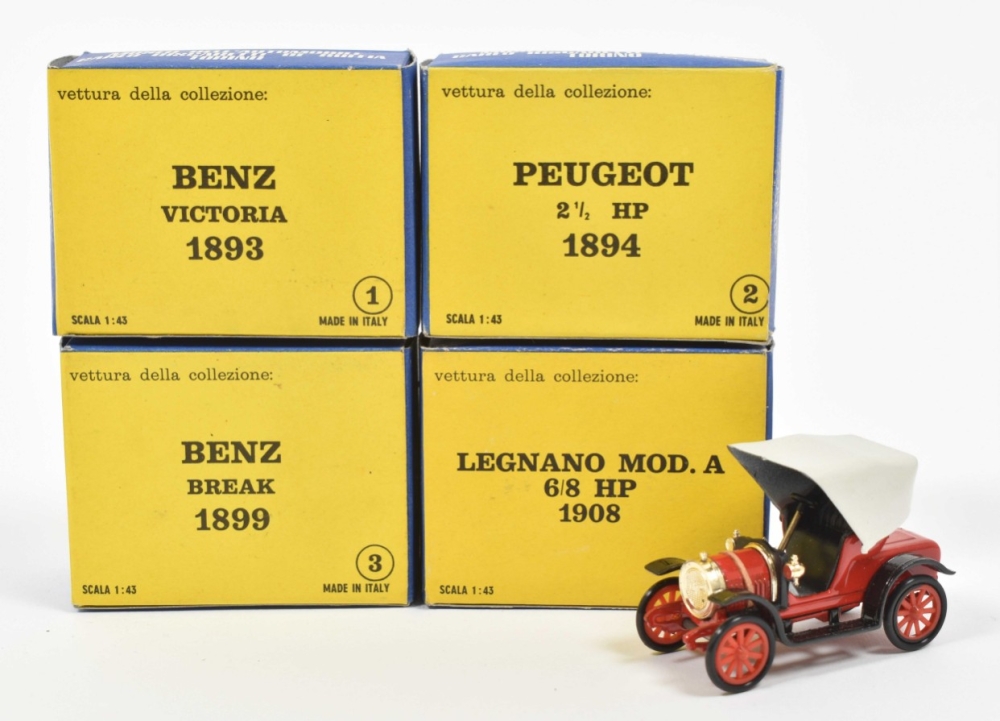 vettura della collezione:
BENZ
VICTORIA
1893
1
SCALA 1:43
MADE IN ITALY
vettura della collezione:
PEUGEOT
2 1/2 HP
1894
2
SCALA 1:43
MADE IN ITALY
vettura della collezione:
BENZ
BREAK
1899
3
SCALA 1:43
MADE IN ITALY
vettura della collezione:
LEGNANO MOD. A
6/8 HP
1908
SCALA 1:43